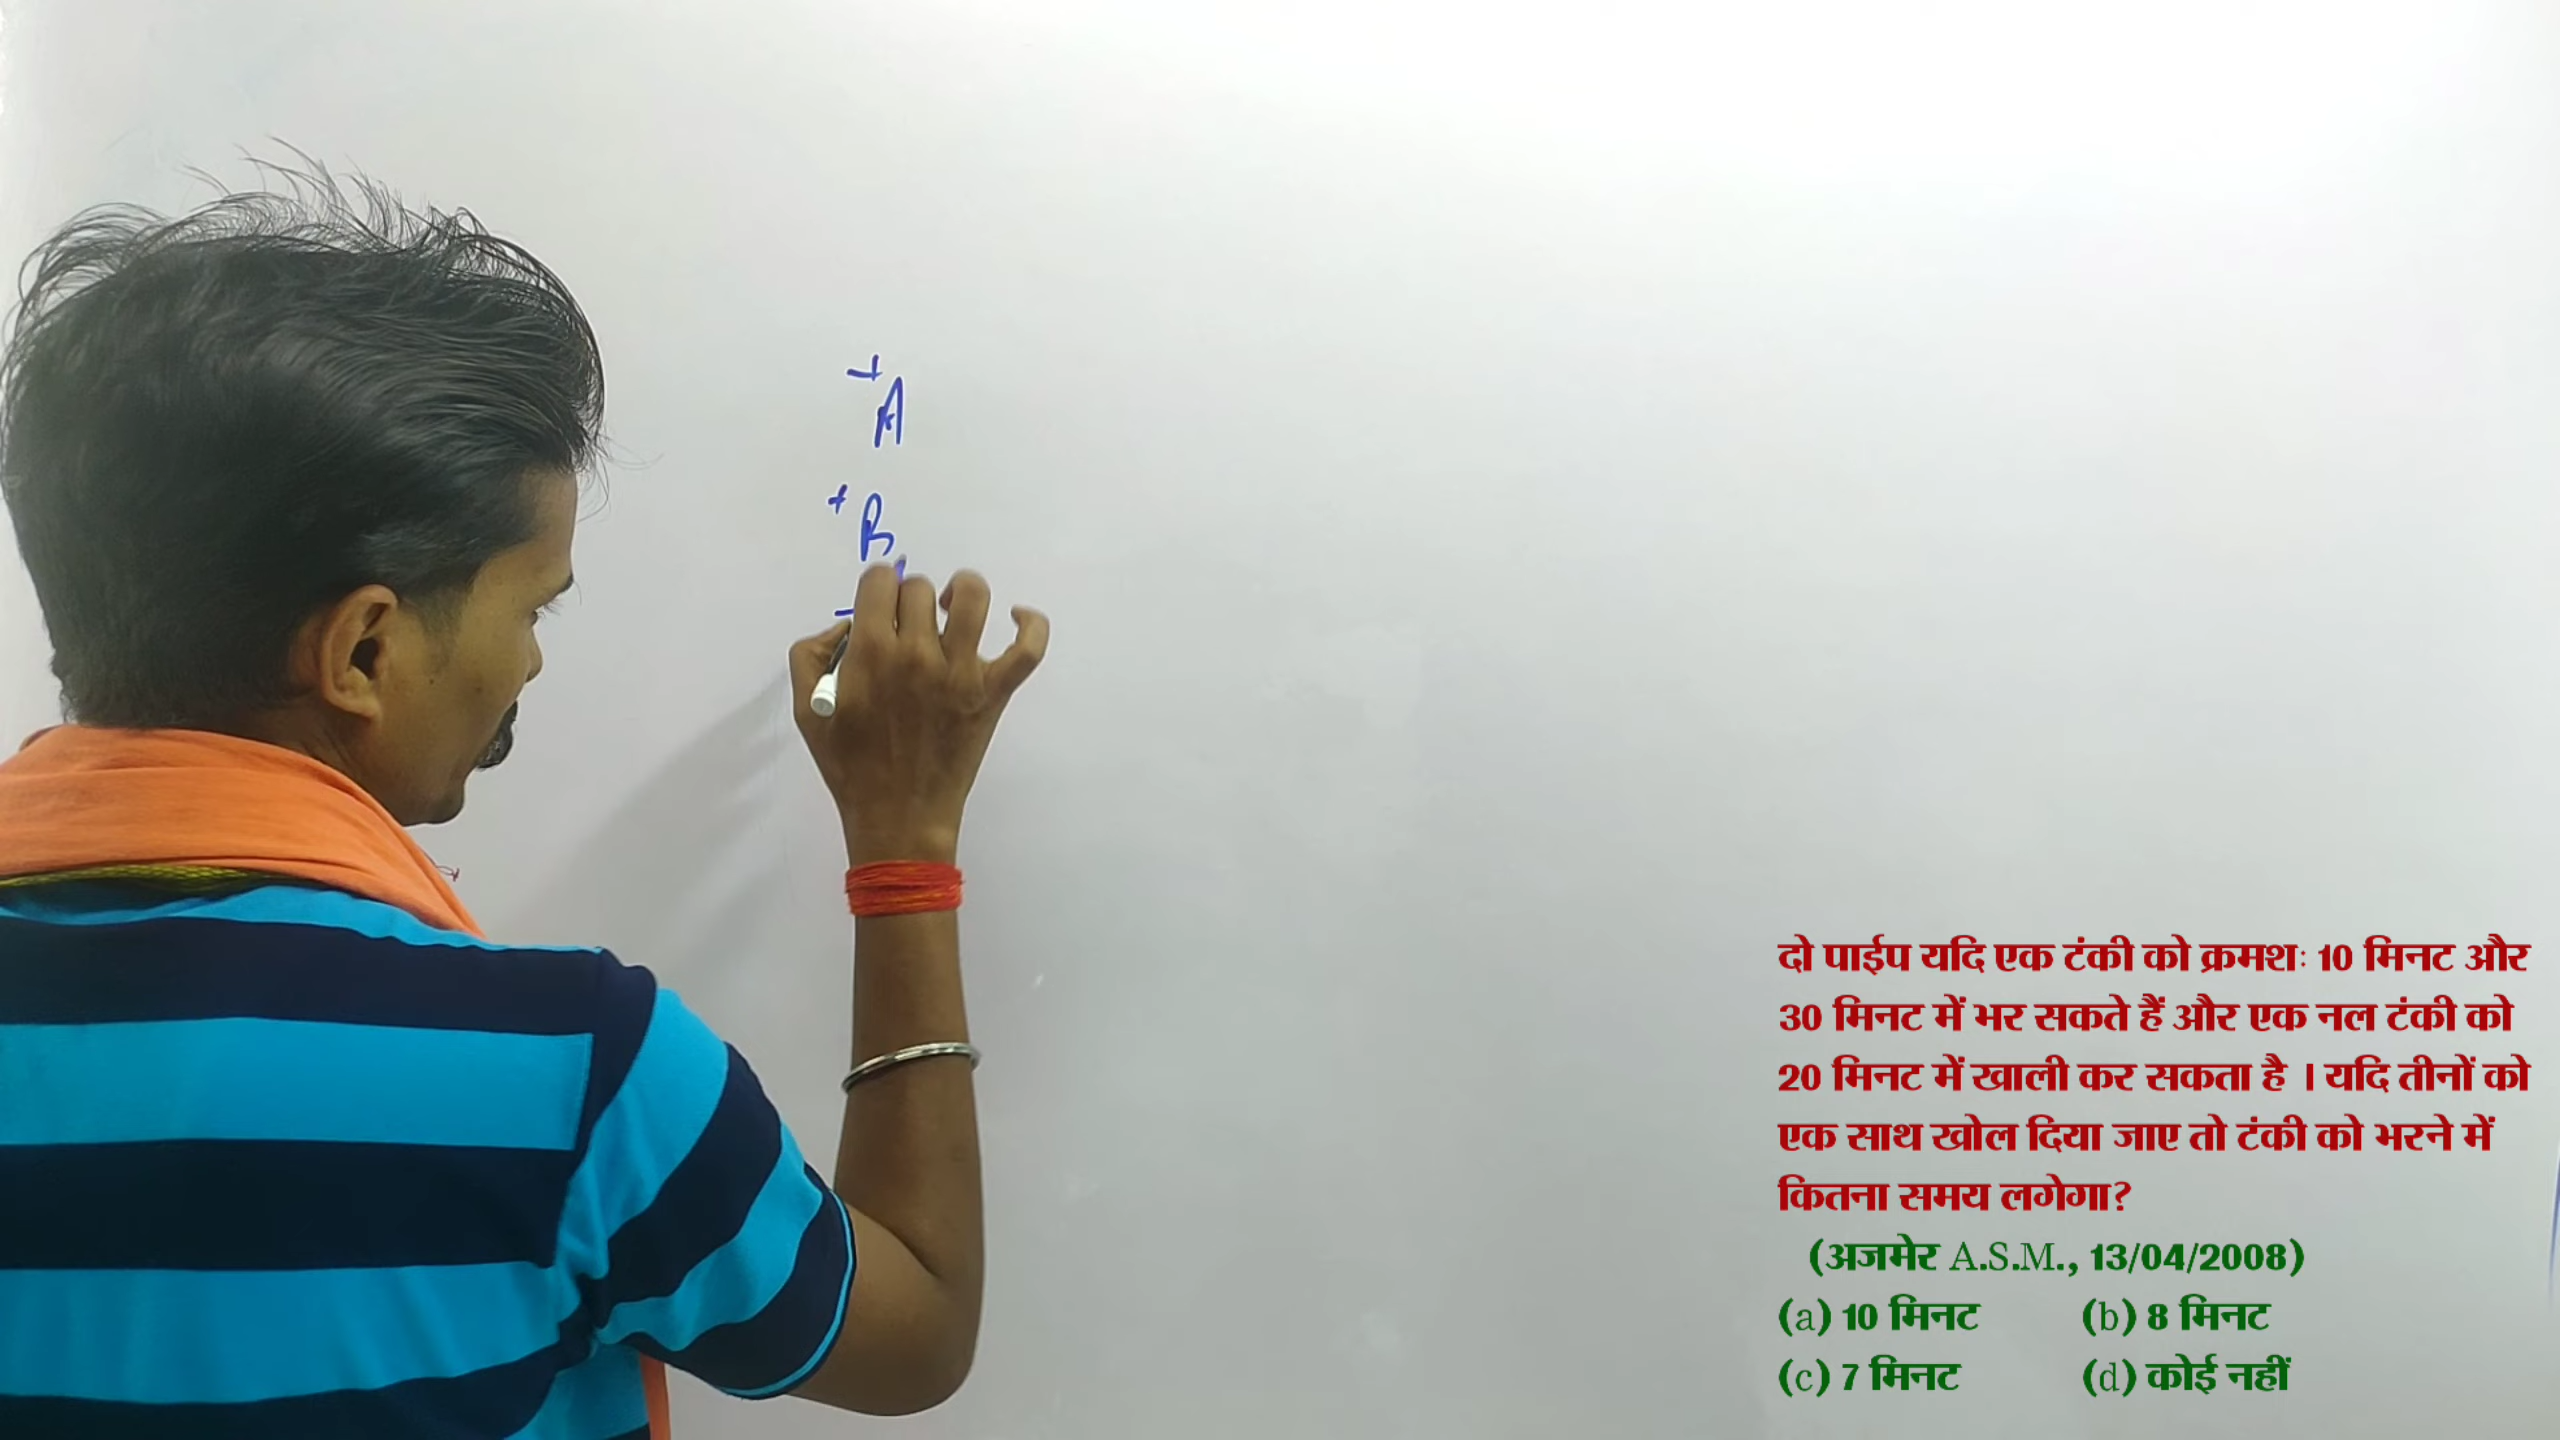 +A
+B
-
दो पाईप यदि एक टंकी को क्रमशः 10 मिनट और
30 मिनट में भर सकते हैं और एक नल टंकी को
20 मिनट में खाली कर सकता है । यदि तीनों को
एक साथ खोल दिया जाए तो टंकी को भरने में
कितना समय लगेगा?
(अजमेर A.S.M., 13/04/2008)
(a) 10 मिनट (b) 8 मिनट
(c) 7 मिनट (d) कोई नहीं